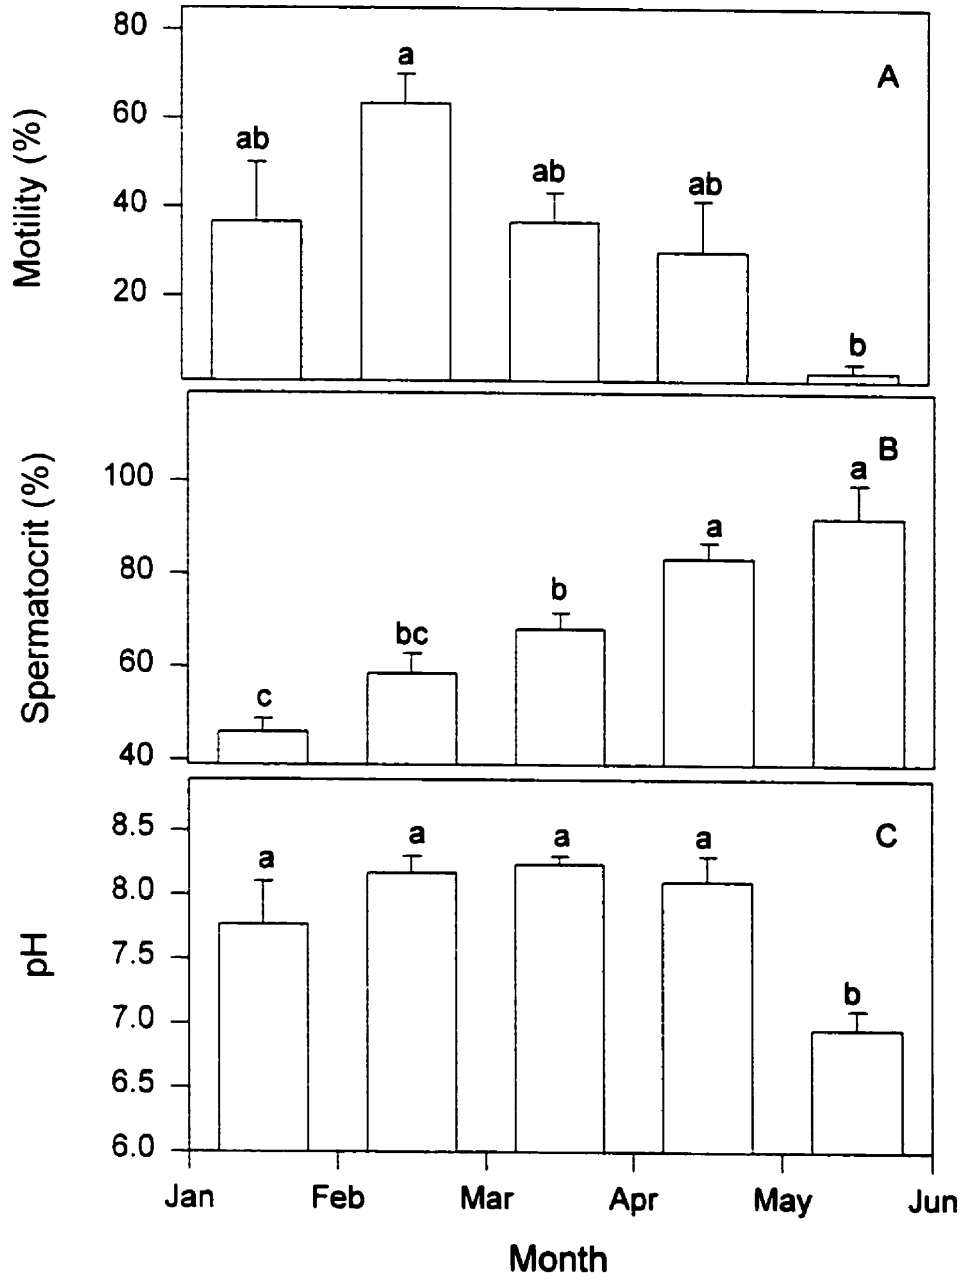 80
60
40
20
Motility (%)
A
ab
a
ab
ab
b
100
80
60
40
Spermatocrit (%)
B
c
bc
b
a
a
8.5
8.0
7.5
7.0
6.5
6.0
pH
C
a
a
a
a
b
Jan Feb Mar Apr May Jun
Month